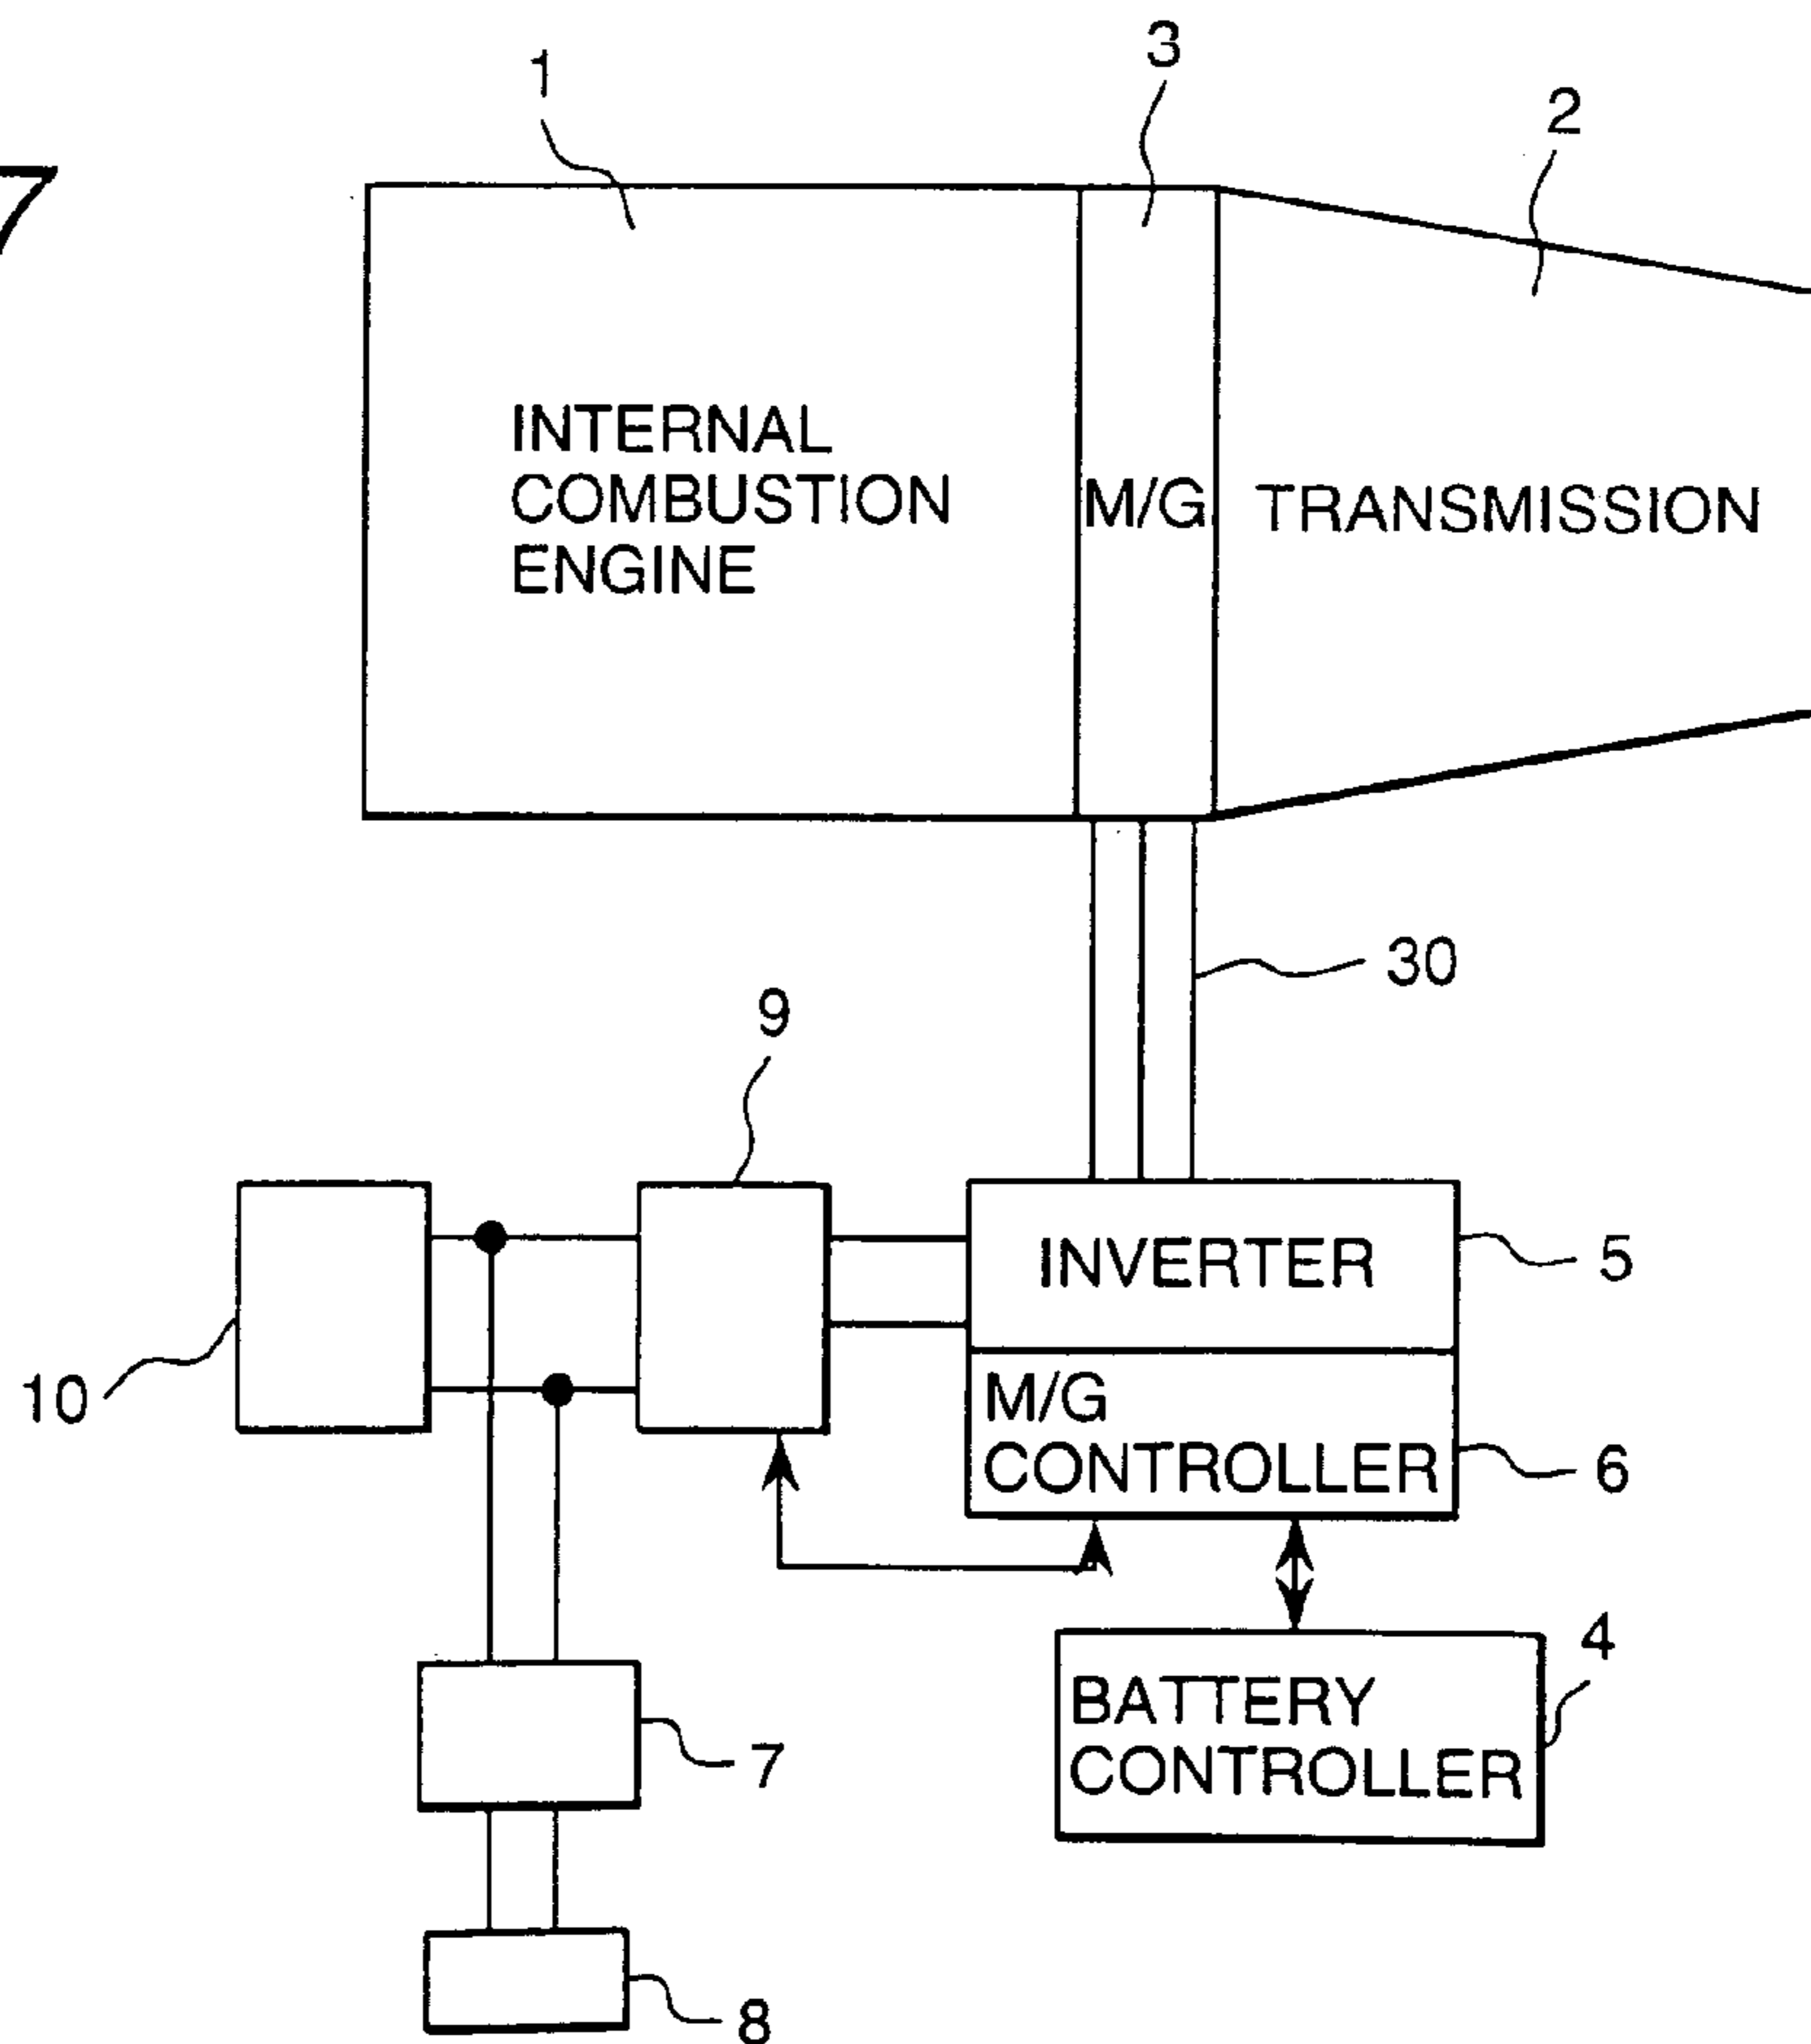 7
1
3
2
INTERNAL
COMBUSTION
ENGINE
M/G
TRANSMISSION
30
9
10
INVERTER
5
M/G
CONTROLLER
6
7
BATTERY
CONTROLLER
4
8